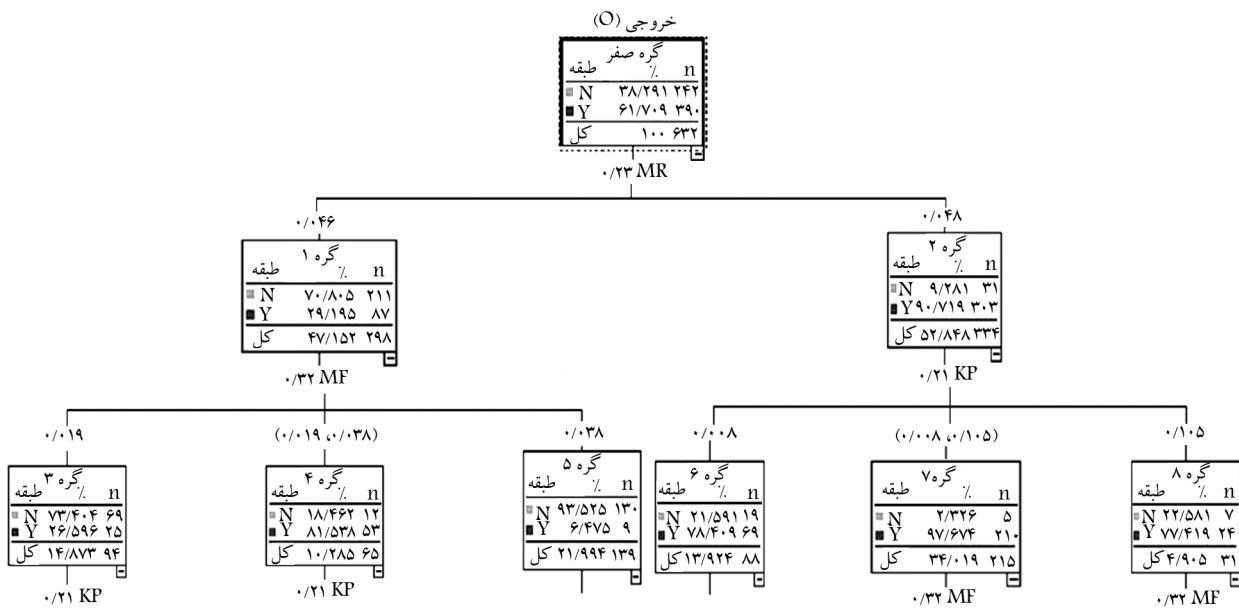 خروجی (O)
گره صفر
طبقه ٪ n
N ۳۸/۲۹۱ ۲۴۲
Y ۶۱/۷۰۹ ۳۹۰
کل ۱۰۰ ۶۳۲
۰/۲۳ MR
۰/۰۴۶
گره ۱
طبقه ٪ n
N ۷۰/۸۰۵ ۲۱۱
Y ۲۹/۱۹۵ ۸۷
کل ۴۷/۱۵۲ ۲۹۸
۰/۳۲ MF
۰/۰۴۸
گره ۲
طبقه ٪ n
N ۹/۲۸۱ ۳۱
Y ۹۰/۷۱۹ ۳۰۳
کل ۵۲/۸۴۸ ۳۳۴
۰/۲۱ KP
۰/۰۱۹
گره ۳
طبقه ٪ n
N ۷۳/۴۰۴ ۶۹
Y ۲۶/۵۹۶ ۲۵
کل ۱۴/۸۷۳ ۹۴
۰/۲۱ KP
(۰/۰۱۹ ،۰/۰۳۸)
گره ۴
طبقه ٪ n
N ۱۸/۴۶۲ ۱۲
Y ۸۱/۵۳۸ ۵۳
کل ۱۰/۲۸۵ ۶۵
۰/۲۱ KP
۰/۰۳۸
گره ۵
طبقه ٪ n
N ۹۳/۵۲۵ ۱۳۰
Y ۶/۴۷۵ ۹
کل ۲۱/۹۹۴ ۱۳۹
۰/۰۰۸
گره ۶
طبقه ٪ n
N ۲۱/۵۹۱ ۱۹
Y ۷۸/۴۰۹ ۶۹
کل ۱۳/۹۲۴ ۸۸
(۰/۰۰۸ ،۰/۱۰۵)
گره۷
طبقه ٪ n
N ۲/۳۲۶ ۵
Y ۹۷/۶۷۴ ۲۱۰
کل ۳۴/۰۱۹ ۲۱۵
۰/۳۲ MF
۰/۱۰۵
گره ۸
طبقه ٪ n
N ۲۲/۵۸۱ ۷
Y ۷۷/۴۱۹ ۲۴
کل ۴/۹۰۵ ۳۱
۰/۳۲ MF